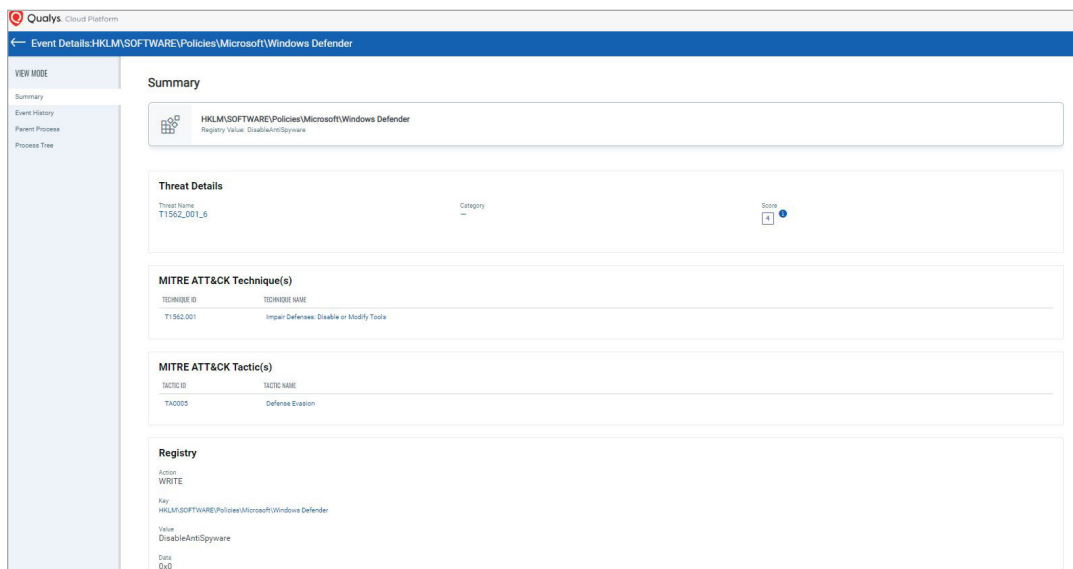 Qualys. Cloud Platform
Event Details:HKLM\SOFTWARE\Policies\Microsoft\Windows Defender
VIEW MODE
Summary
Event History
Parent Process
Process Tree
Summary
HKLM\SOFTWARE\Policies\Microsoft\Windows Defender
Registry Value: DisableAntiSpyware
Threat Details
Threat Name Category Score
T1562_001_6 — 4
MITRE ATT&CK Technique(s)
TECHNIQUE ID TECHNIQUE NAME
T1562.001 Impair Defenses: Disable or Modify Tools
MITRE ATT&CK Tactic(s)
TACTIC ID TACTIC NAME
TA0005 Defense Evasion
Registry
Action
WRITE
Key
HKLM\SOFTWARE\Policies\Microsoft\Windows Defender
Value
DisableAntiSpyware
Data
0x0